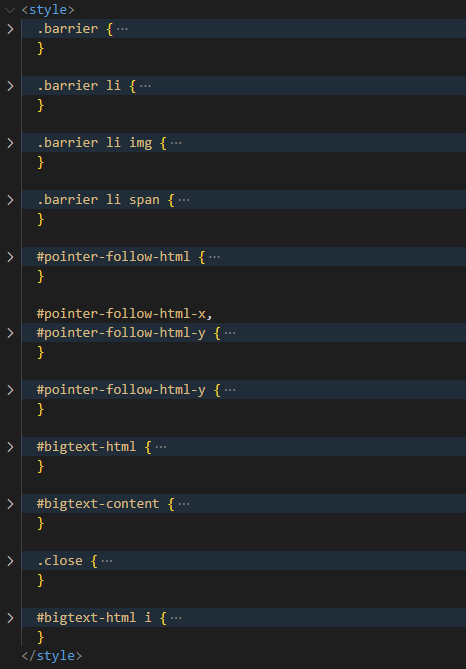 <style>
.barrier {···
}
.barrier li {···
}
.barrier li img {···
}
.barrier li span {···
}
#pointer-follow-html {···
}
#pointer-follow-html-x,
#pointer-follow-html-y {···
}
#pointer-follow-html-y {···
}
#bigtext-html {···
}
#bigtext-content {···
}
.close {···
}
#bigtext-html i {···
}
</style>